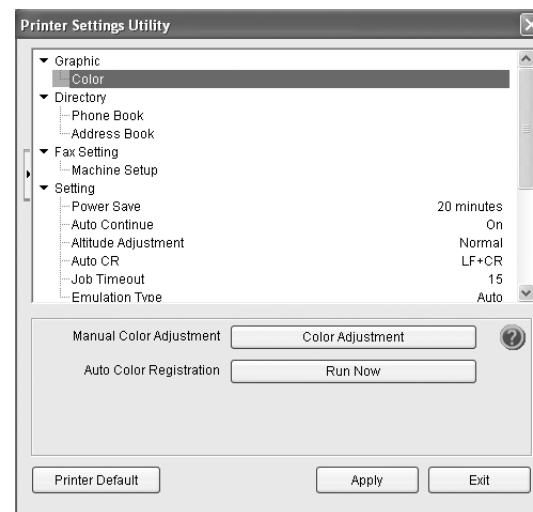 Printer Settings Utility
Graphic
Color
Directory
Phone Book
Address Book
Fax Setting
Machine Setup
Setting
Power Save 20 minutes
Auto Continue On
Altitude Adjustment Normal
Auto CR LF+CR
Job Timeout 15
Emulation Type Auto
Manual Color Adjustment Color Adjustment
Auto Color Registration Run Now
Printer Default Apply Exit